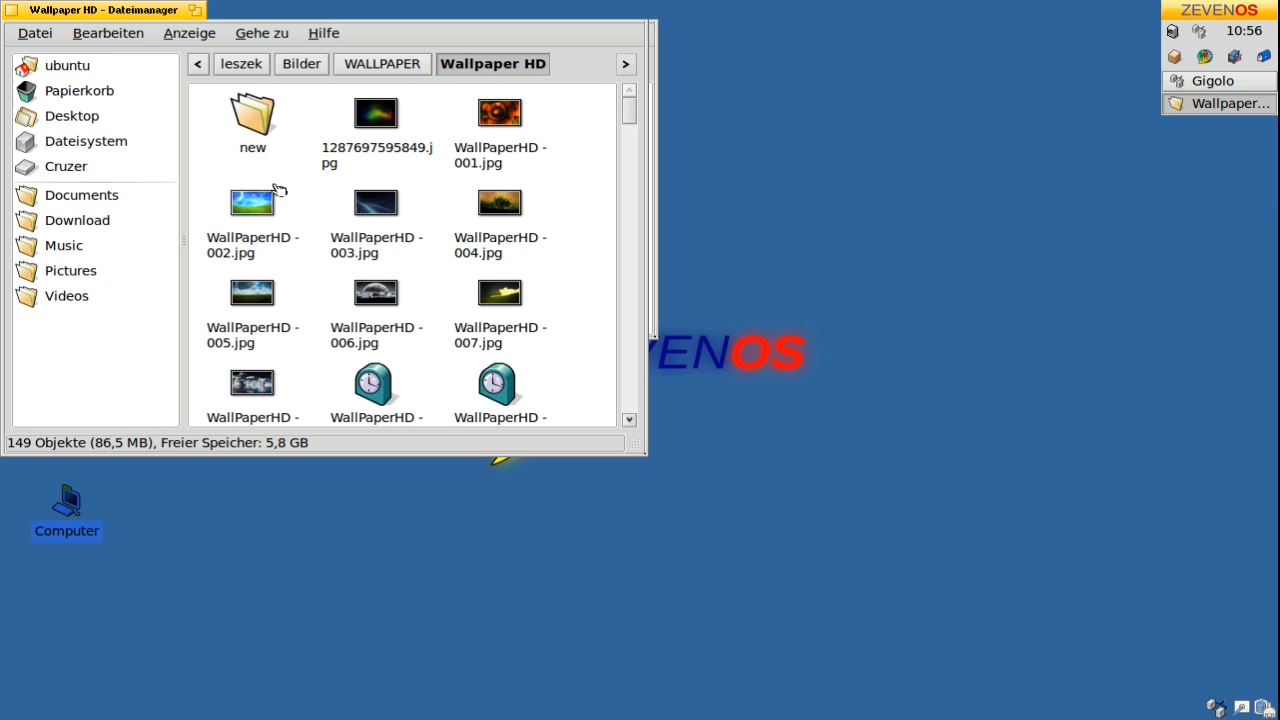 Wallpaper HD - Dateimanager
Datei Bearbeiten Anzeige Gehe zu Hilfe
< leszek Bilder WALLPAPER Wallpaper HD >
ubuntu
Papierkorb
Desktop
Dateisystem
Cruzer
Documents
Download
Music
Pictures
Videos
new
1287697595849.j
pg
WallPaperHD -
001.jpg
WallPaperHD -
002.jpg
WallPaperHD -
003.jpg
WallPaperHD -
004.jpg
WallPaperHD -
005.jpg
WallPaperHD -
006.jpg
WallPaperHD -
007.jpg
WallPaperHD -
WallPaperHD -
WallPaperHD -
149 Objekte (86,5 MB), Freier Speicher: 5,8 GB
VENOS
Computer
ZEVENOS
10:56
Gigolo
Wallpaper...